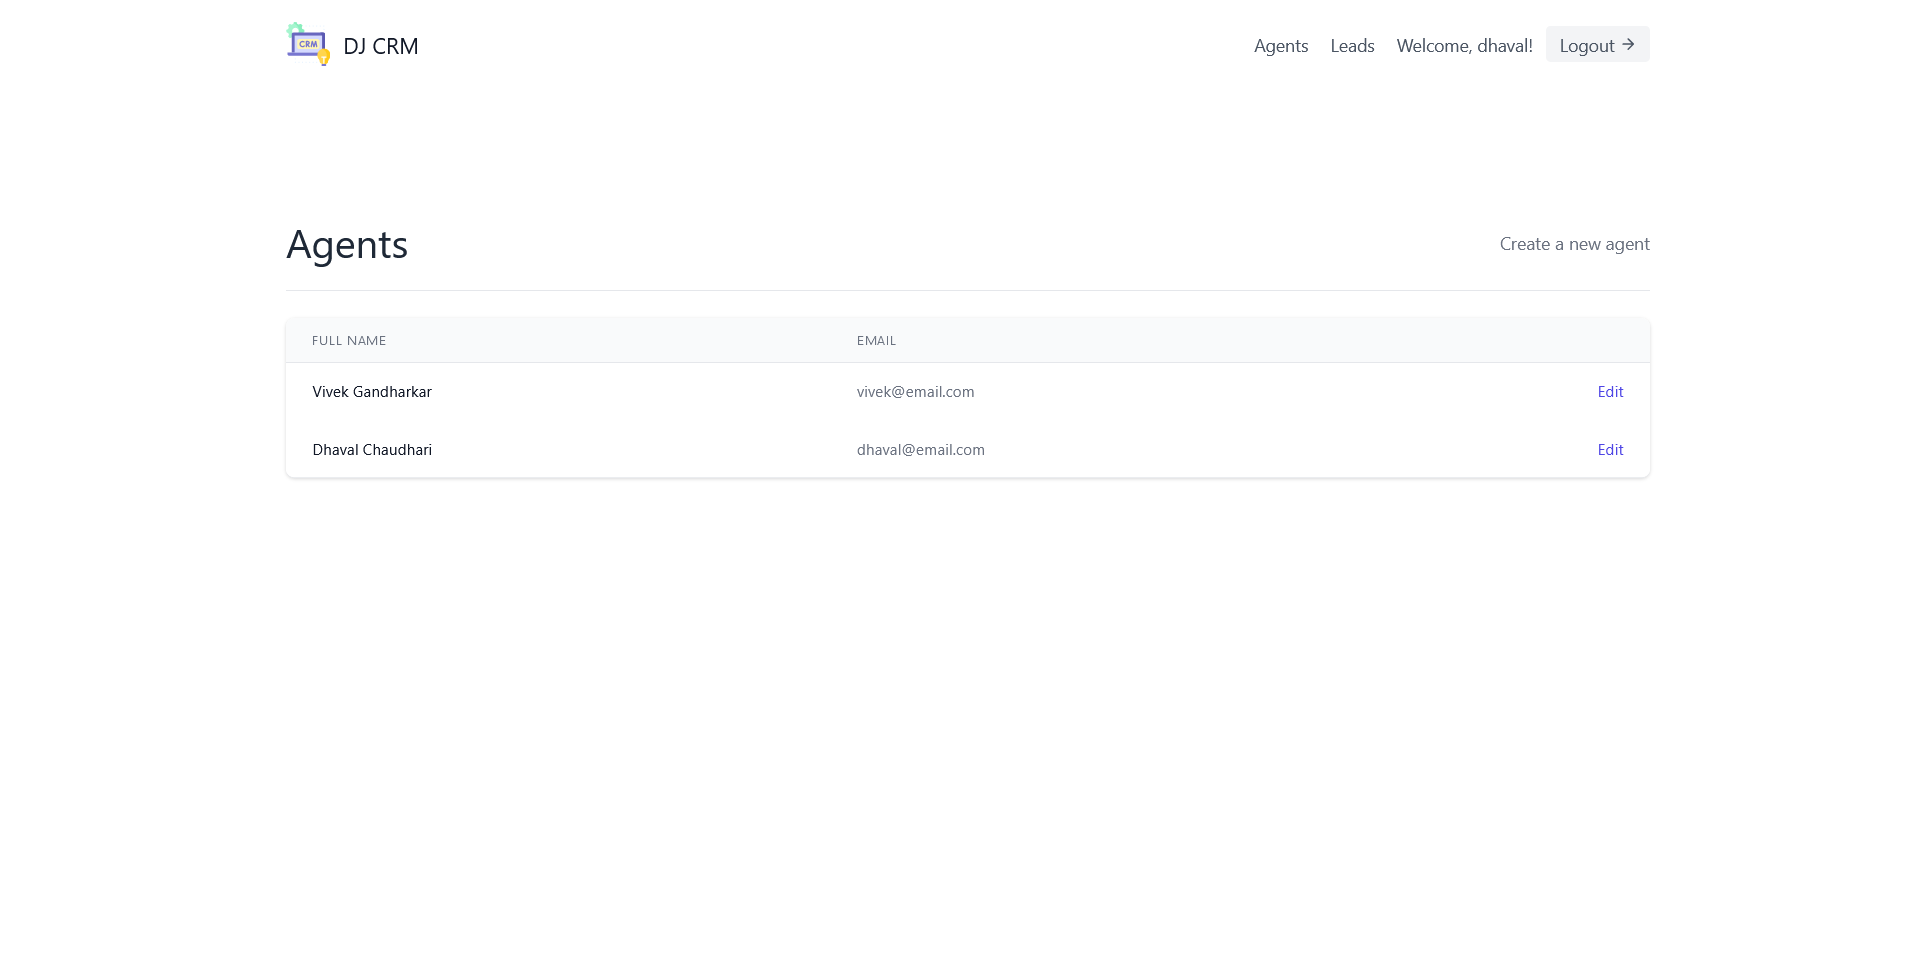 CRM
DJ CRM
Agents Leads Welcome, dhaval! Logout →
Agents
Create a new agent
FULL NAME EMAIL
Vivek Gandharkar vivek@email.com Edit
Dhaval Chaudhari dhaval@email.com Edit